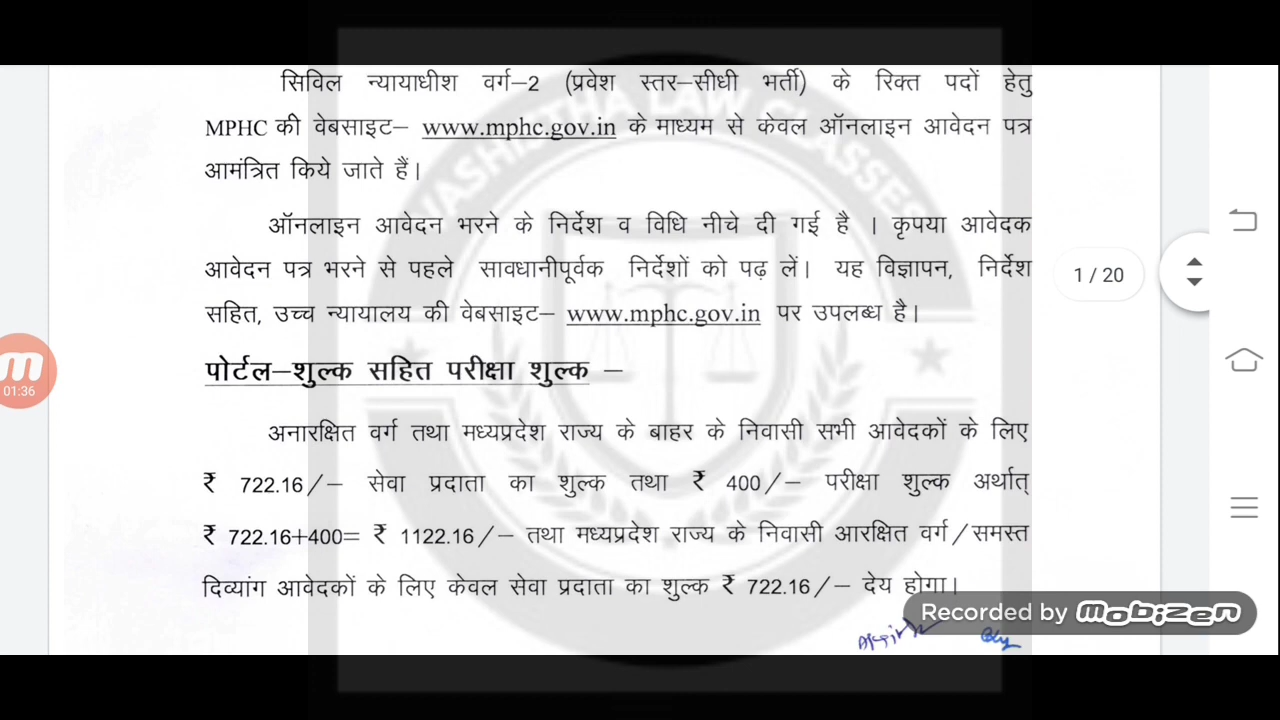 सिविल न्यायाधीश वर्ग–2 (प्रवेश स्तर–सीधी भर्ती) के रिक्त पदों हेतु
MPHC की वेबसाइट– www.mphc.gov.in के माध्यम से केवल ऑनलाइन आवेदन पत्र
आमंत्रित किये जाते हैं।
ऑनलाइन आवेदन भरने के निर्देश व विधि नीचे दी गई है । कृपया आवेदक
आवेदन पत्र भरने से पहले सावधानीपूर्वक निर्देशों को पढ़ लें। यह विज्ञापन, निर्देश
सहित, उच्च न्यायालय की वेबसाइट– www.mphc.gov.in पर उपलब्ध है।
1 / 20
पोर्टल–शुल्क सहित परीक्षा शुल्क –
01:36
अनारक्षित वर्ग तथा मध्यप्रदेश राज्य के बाहर के निवासी सभी आवेदकों के लिए
₹ 722.16/– सेवा प्रदाता का शुल्क तथा ₹ 400/– परीक्षा शुल्क अर्थात्
₹ 722.16+400= ₹ 1122.16/– तथा मध्यप्रदेश राज्य के निवासी आरक्षित वर्ग/समस्त
दिव्यांग आवेदकों के लिए केवल सेवा प्रदाता का शुल्क ₹ 722.16/– देय होगा।
Recorded by mobizen
VASHISTHA LAW CLASSES